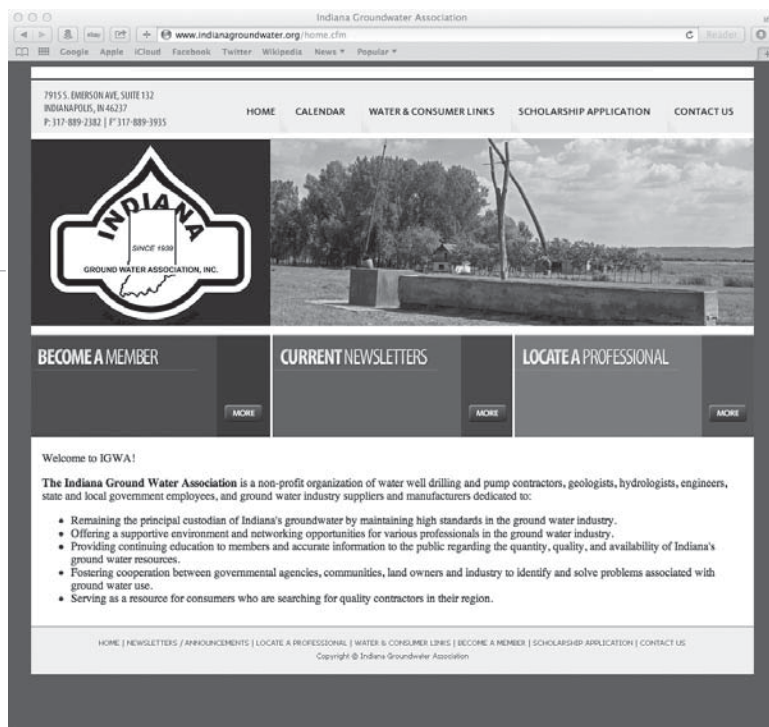 Indiana Groundwater Association
www.indianagroundwater.org/home.cfm
Reader
Google Apple iCloud Facebook Twitter Wikipedia News Popular
7915 S. EMERSON AVE, SUITE 132
INDIANAPOLIS, IN 46237
P: 317-889-2382 | F' 317-889-3935
HOME CALENDAR WATER & CONSUMER LINKS SCHOLARSHIP APPLICATION CONTACT US
INDIANA
SINCE 1939
GROUND WATER ASSOCIATION, INC.
BECOME A MEMBER
MORE
CURRENT NEWSLETTERS
MORE
LOCATE A PROFESSIONAL
MORE
Welcome to IGWA!
The Indiana Ground Water Association is a non-profit organization of water well drilling and pump contractors, geologists, hydrologists, engineers,
state and local government employees, and ground water industry suppliers and manufacturers dedicated to:
• Remaining the principal custodian of Indiana's groundwater by maintaining high standards in the ground water industry.
• Offering a supportive environment and networking opportunities for various professionals in the ground water industry.
• Providing continuing education to members and accurate information to the public regarding the quantity, quality, and availability of Indiana's
ground water resources.
• Fostering cooperation between governmental agencies, communities, land owners and industry to identify and solve problems associated with
ground water use.
• Serving as a resource for consumers who are searching for quality contractors in their region.
HOME | NEWSLETTERS / ANNOUNCEMENTS | LOCATE A PROFESSIONAL | WATER & CONSUMER LINKS | BECOME A MEMBER | SCHOLARSHIP APPLICATION | CONTACT US
Copyright © Indiana Groundwater Association